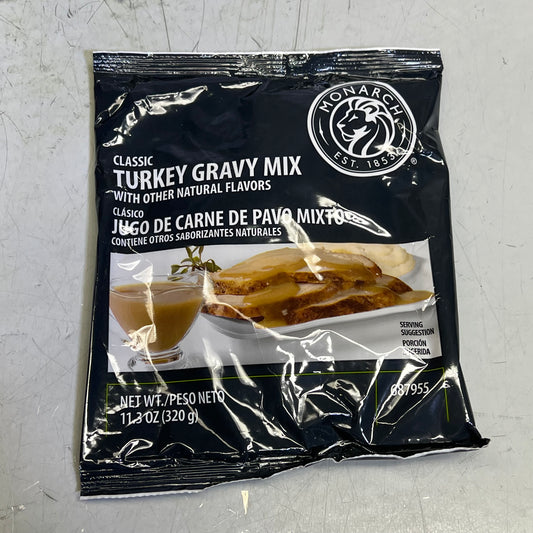 MONARCH
EST. 1853
®
CLASSIC
TURKEY GRAVY MIX
WITH OTHER NATURAL FLAVORS
CLÁSICO
JUGO DE CARNE DE PAVO MIXTO
CONTIENE OTROS SABORIZANTES NATURALES
SERVING
SUGGESTION
PORCIÓN
SUGERIDA
NET WT./PESO NETO
11.3 OZ (320 g)
687955